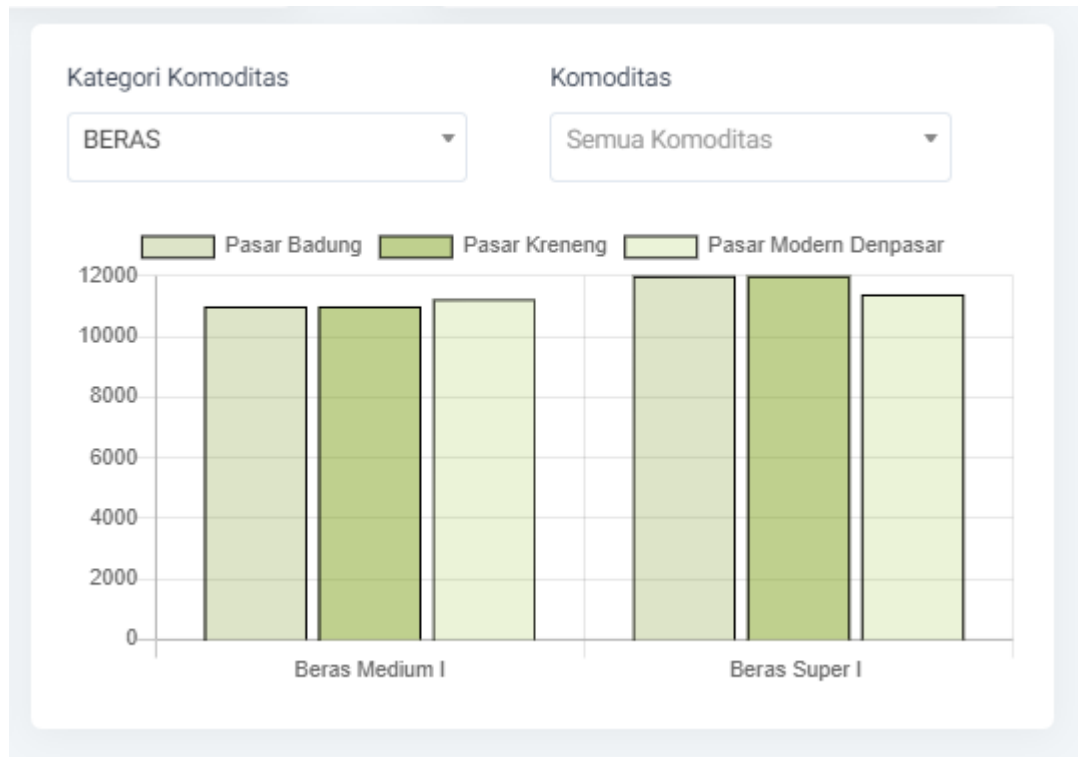 Kategori Komoditas Komoditas
BERAS Semua Komoditas
Pasar Badung Pasar Kreneng Pasar Modern Denpasar
12000
10000
8000
6000
4000
2000
0
Beras Medium I Beras Super I